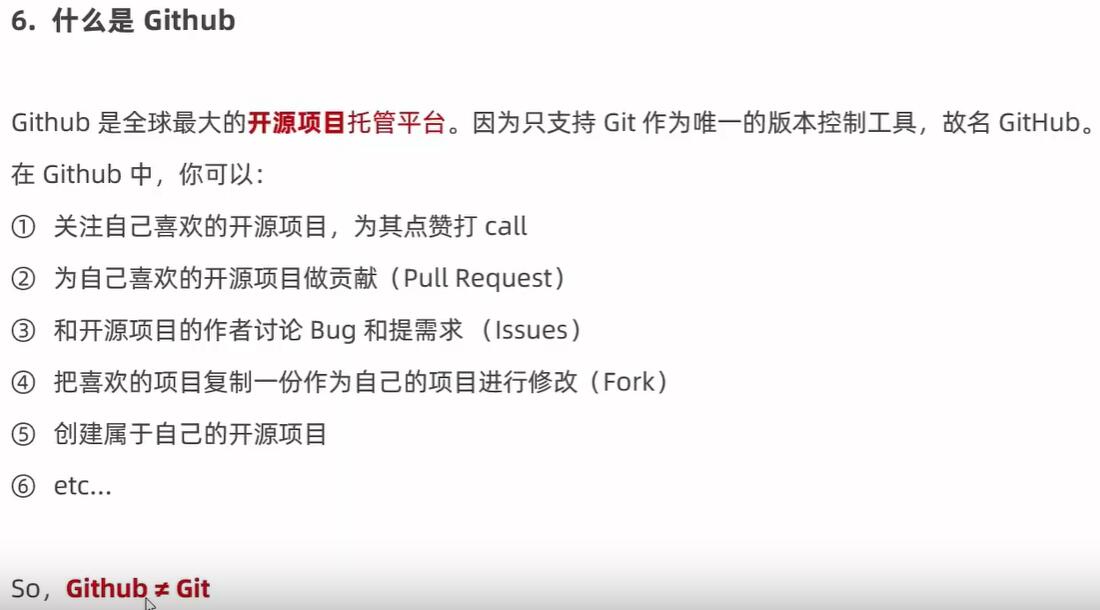 6. 什么是 Github
Github 是全球最大的开源项目托管平台。因为只支持 Git 作为唯一的版本控制工具，故名 GitHub。
在 Github 中，你可以：
① 关注自己喜欢的开源项目，为其点赞打 call
② 为自己喜欢的开源项目做贡献（Pull Request）
③ 和开源项目的作者讨论 Bug 和提需求 （Issues）
④ 把喜欢的项目复制一份作为自己的项目进行修改（Fork）
⑤ 创建属于自己的开源项目
⑥ etc...
So，Github ≠ Git